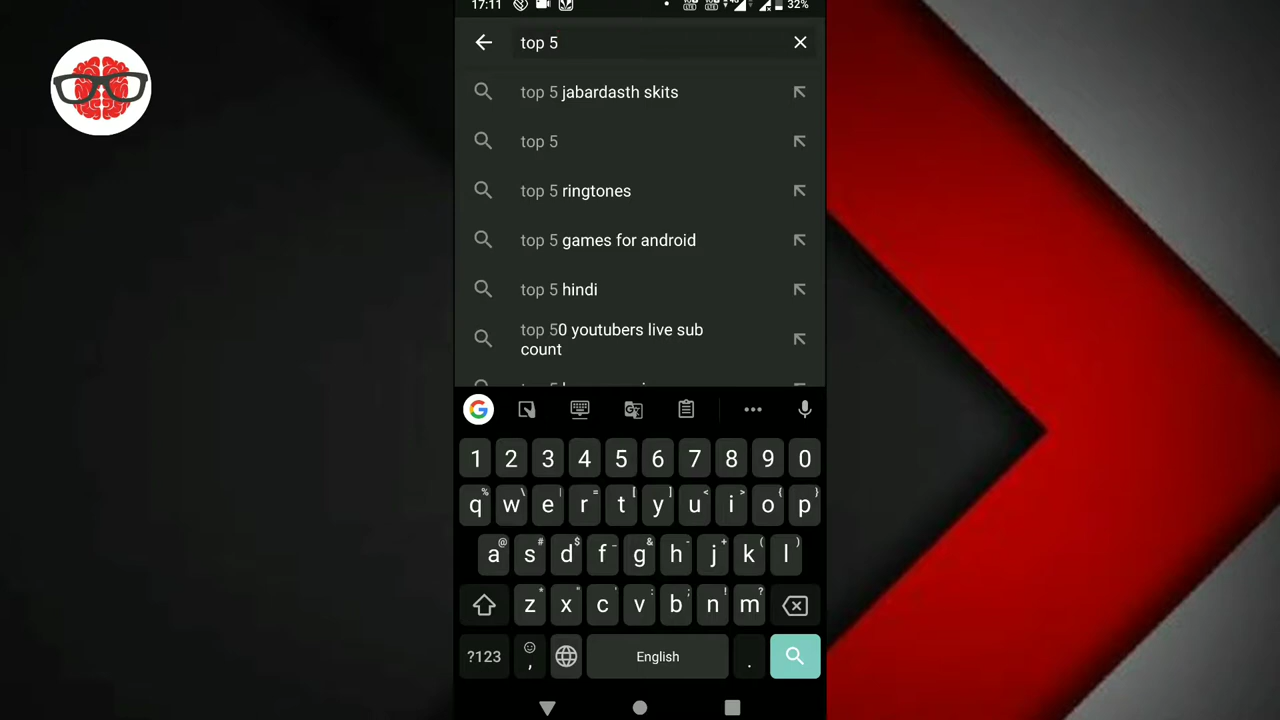 17:11
32%
top 5
top 5 jabardasth skits
top 5
top 5 ringtones
top 5 games for android
top 5 hindi
top 50 youtubers live sub
count
1 2 3 4 5 6 7 8 9 0
q w e r t y u i o p
a s d f g h j k l
z x c v b n m
?123 , English .